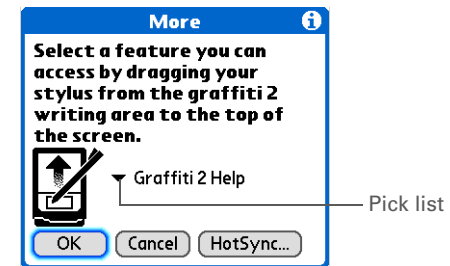 More
Select a feature you can
access by dragging your
stylus from the graffiti 2
writing area to the top of
the screen.
Graffiti 2 Help
Pick list
OK Cancel HotSync...